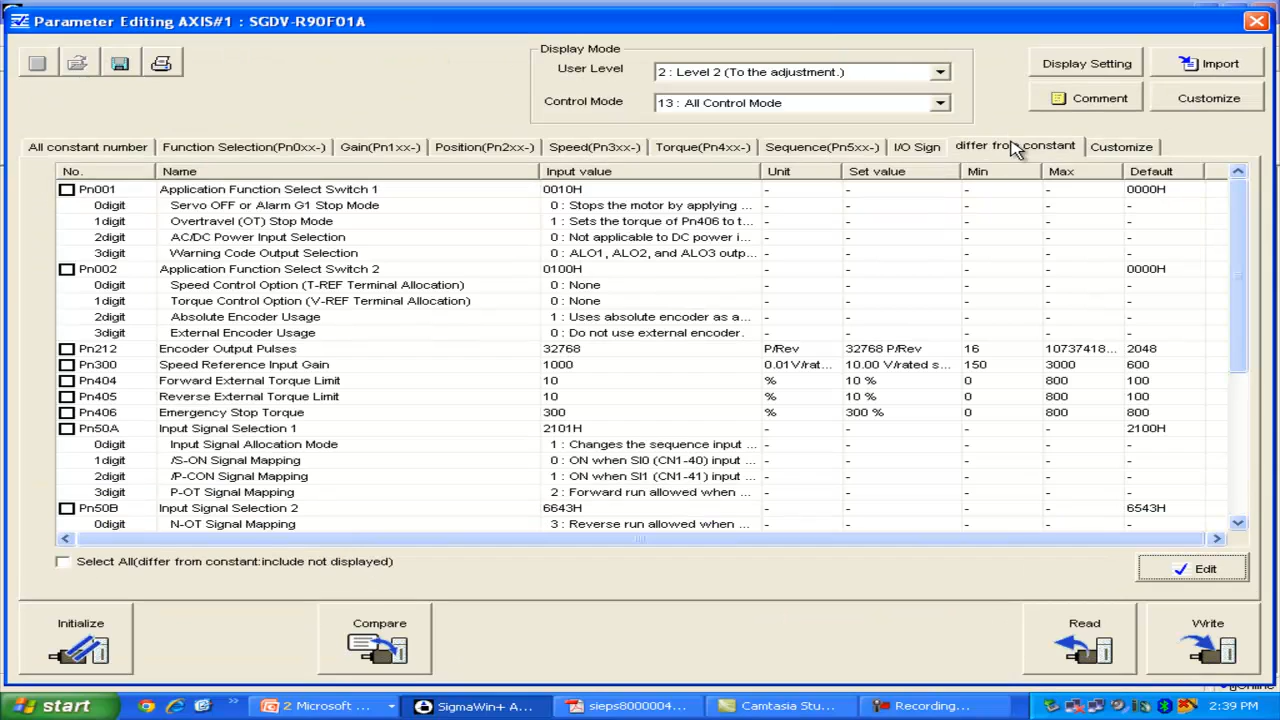 Parameter Editing AXIS#1 : SGDV-R90F01A
Display Mode
User Level 2 : Level 2 (To the adjustment.)
Control Mode 13 : All Control Mode
Display Setting Import
Comment Customize
All constant number Function Selection(Pn0xx-) Gain(Pn1xx-) Position(Pn2xx-) Speed(Pn3xx-) Torque(Pn4xx-) Sequence(Pn5xx-) I/O Sign differ from constant Customize
No. Name Input value Unit Set value Min Max Default
Pn001 Application Function Select Switch 1 0010H - - - - 0000H
0digit Servo OFF or Alarm G1 Stop Mode 0 : Stops the motor by applying ... - - - - -
1digit Overtravel (OT) Stop Mode 1 : Sets the torque of Pn406 to t... - - - - -
2digit AC/DC Power Input Selection 0 : Not applicable to DC power i... - - - - -
3digit Warning Code Output Selection 0 : ALO1, ALO2, and ALO3 outp... - - - - -
Pn002 Application Function Select Switch 2 0100H - - - - 0000H
0digit Speed Control Option (T-REF Terminal Allocation) 0 : None - - - - -
1digit Torque Control Option (V-REF Terminal Allocation) 0 : None - - - - -
2digit Absolute Encoder Usage 1 : Uses absolute encoder as a... - - - - -
3digit External Encoder Usage 0 : Do not use external encoder. - - - - -
Pn212 Encoder Output Pulses 32768 P/Rev 32768 P/Rev 16 10737418... 2048
Pn300 Speed Reference Input Gain 1000 0.01V/rat... 10.00 V/rated s... 150 3000 600
Pn404 Forward External Torque Limit 10 % 10 % 0 800 100
Pn405 Reverse External Torque Limit 10 % 10 % 0 800 100
Pn406 Emergency Stop Torque 300 % 300 % 0 800 800
Pn50A Input Signal Selection 1 2101H - - - - 2100H
0digit Input Signal Allocation Mode 1 : Changes the sequence input ... - - - - -
1digit /S-ON Signal Mapping 0 : ON when SI0 (CN1-40) input ... - - - - -
2digit /P-CON Signal Mapping 1 : ON when SI1 (CN1-41) input ... - - - - -
3digit P-OT Signal Mapping 2 : Forward run allowed when ... - - - - -
Pn50B Input Signal Selection 2 6643H - - - - 6543H
0digit N-OT Signal Mapping 3 : Reverse run allowed when ... - - - - -
Select All(differ from constant:include not displayed)
Edit
Initialize Compare Read Write
start 2 Microsoft ... SigmaWin+ A... sieps8000004... Camtasia Stu... Recording... 2:39 PM